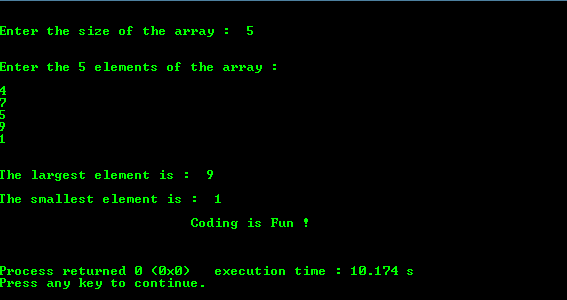 Enter the size of the array :  5
Enter the 5 elements of the array :
4
7
5
9
1
The largest element is :  9
The smallest element is :  1
Coding is Fun !
Process returned 0 (0x0)   execution time : 10.174 s
Press any key to continue.